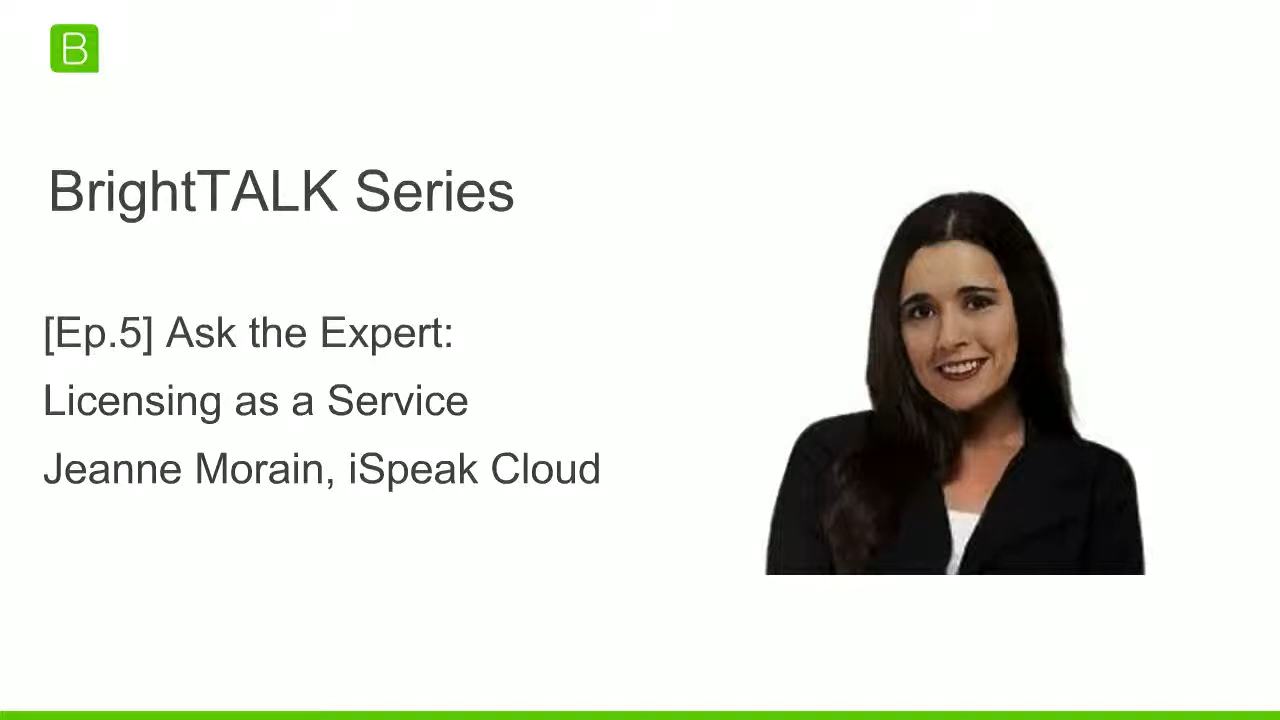 B
BrightTALK Series
[Ep.5] Ask the Expert:
Licensing as a Service
Jeanne Morain, iSpeak Cloud